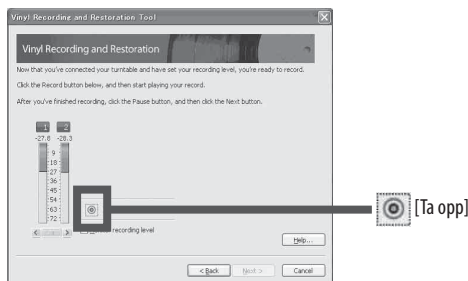 Vinyl Recording and Restoration Tool
Vinyl Recording and Restoration
Now that you've connected your turntable and have set your recording level, you're ready to record.
Click the Record button below, and then start playing your record.
After you've finished recording, click the Pause button, and then click the Next button.
1 2
-27.8 -28.3
9
18
27
36
45
54
63
72
recording level
[Ta opp]
Help...
< Back Next > Cancel